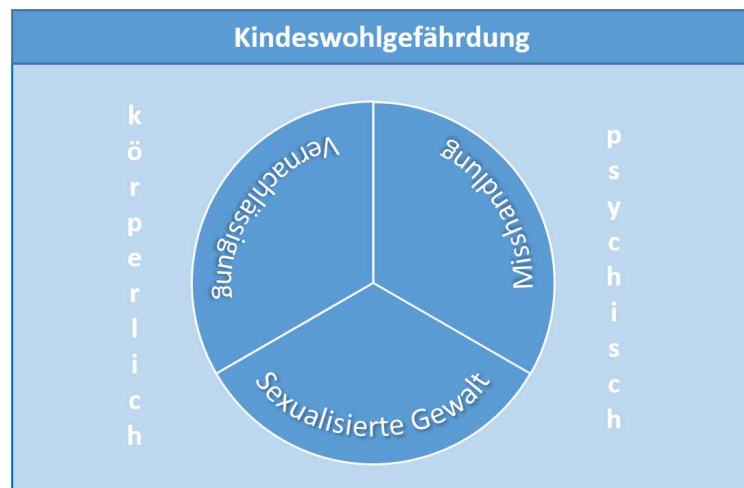 Kindeswohlgefährdung
körperlich
Vernachlässigung
Misshandlung
Sexualisierte Gewalt
psychisch